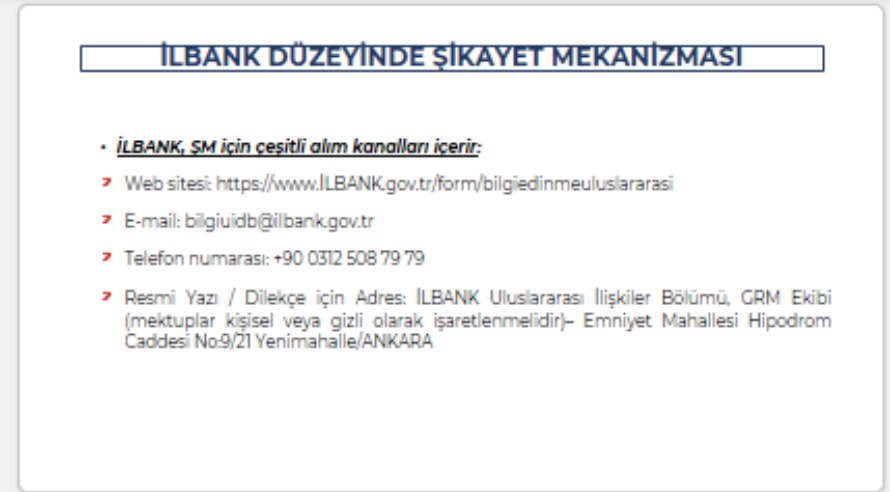 İLBANK DÜZEYİNDE ŞİKAYET MEKANİZMASI
• İLBANK, ŞM için çeşitli alım kanalları içerir:
Web sitesi: https://www.İLBANK.gov.tr/form/bilgiedinmeuluslararasi
E-mail: bilgiuidb@ilbank.gov.tr
Telefon numarası: +90 0312 508 79 79
Resmi Yazı / Dilekçe için Adres: İLBANK Uluslararası İlişkiler Bölümü, GRM Ekibi
(mektuplar kişisel veya gizli olarak işaretlenmelidir)– Emniyet Mahallesi Hipodrom
Caddesi No:9/21 Yenimahalle/ANKARA